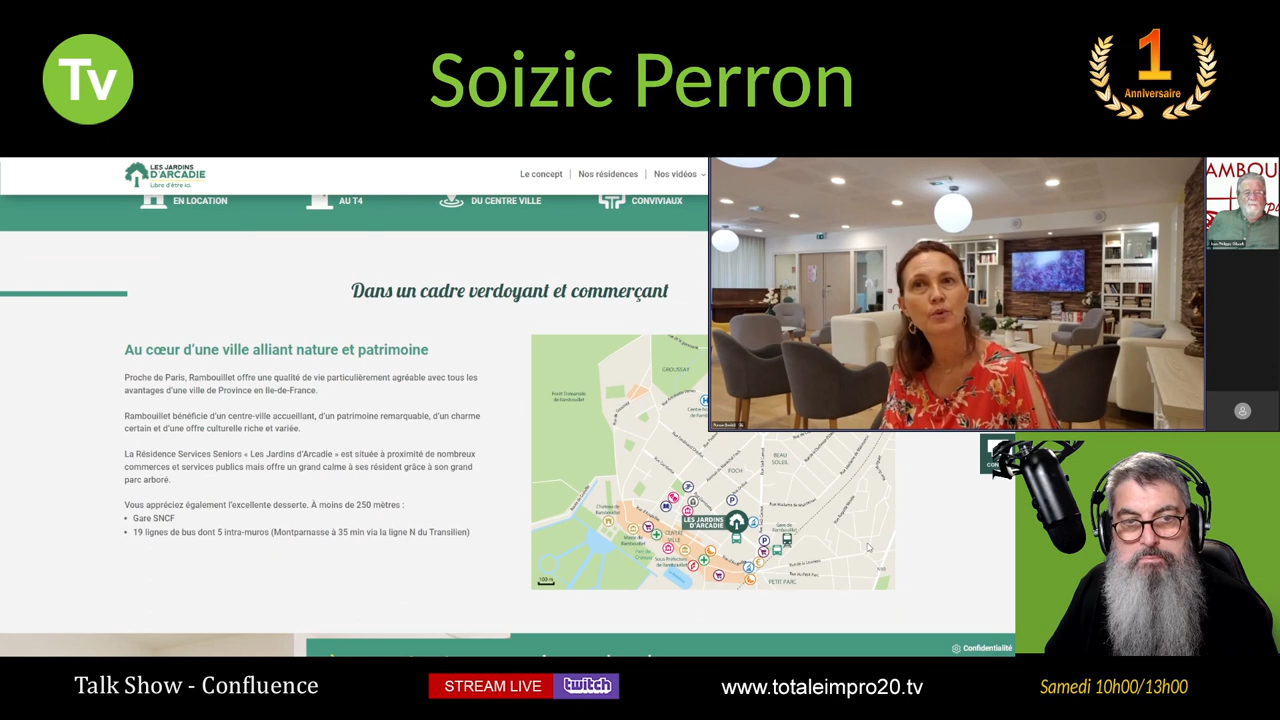 Tv
Soizic Perron
1
Anniversaire
LES JARDINS
D'ARCADIE
Libre d'être ici.
Le concept
Nos résidences
Nos vidéos
EN LOCATION
AU T4
DU CENTRE VILLE
CONVIVIAUX
AMBOU
Dans un cadre verdoyant et commerçant
Au cœur d'une ville alliant nature et patrimoine
Proche de Paris, Rambouillet offre une qualité de vie particulièrement agréable avec tous les
avantages d'une ville de Province en Ile-de-France.
Rambouillet bénéficie d'un centre-ville accueillant, d'un patrimoine remarquable, d'un charme
certain et d'une offre culturelle riche et variée.
La Résidence Services Seniors « Les Jardins d'Arcadie » est située à proximité de nombreux
commerces et services publics mais offre un grand calme à ses résident grâce à son grand
parc arboré.
Vous appréciez également l'excellente desserte. À moins de 250 mètres :
• Gare SNCF
• 19 lignes de bus dont 5 intra-muros (Montparnasse à 35 min via la ligne N du Transilien)
GROUSSAY
BEAU
SOLEIL
FOCH
LES JARDINS
D'ARCADIE
PETIT PARC
100 m
Confidentialité
Talk Show - Confluence
STREAM LIVE
twitch
www.totaleimpro20.tv
Samedi 10h00/13h00